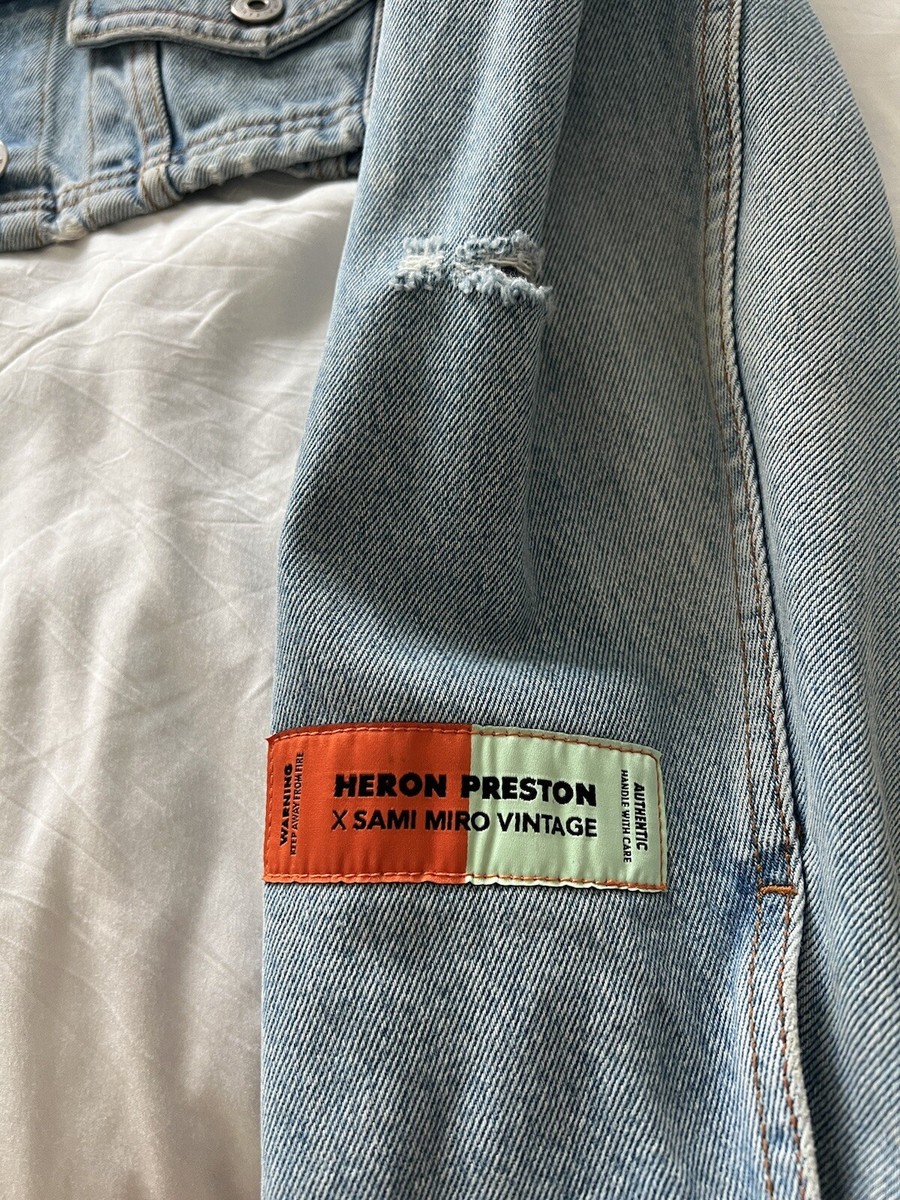 WARNING
KEEP AWAY FROM FIRE
HERON PRESTON
X SAMI MIRO VINTAGE
AUTHENTIC
HANDLE WITH CARE